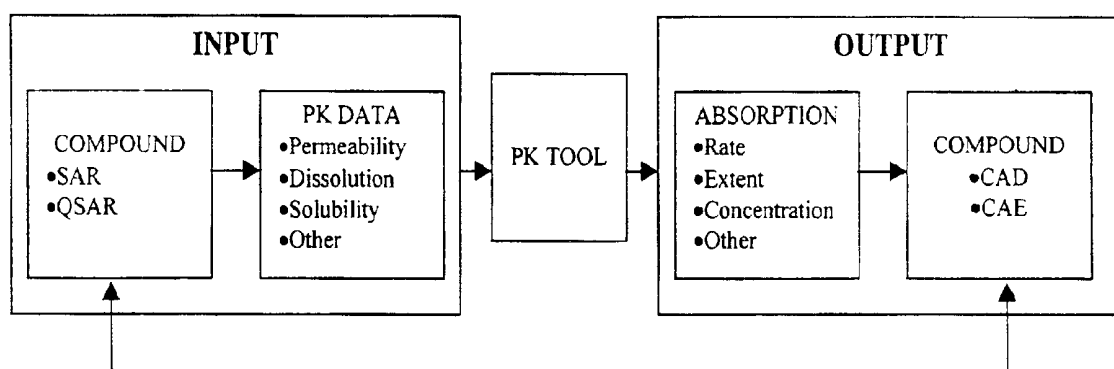 INPUT
COMPOUND
•SAR
•QSAR
PK DATA
•Permeability
•Dissolution
•Solubility
•Other
PK TOOL
OUTPUT
ABSORPTION
•Rate
•Extent
•Concentration
•Other
COMPOUND
•CAD
•CAE